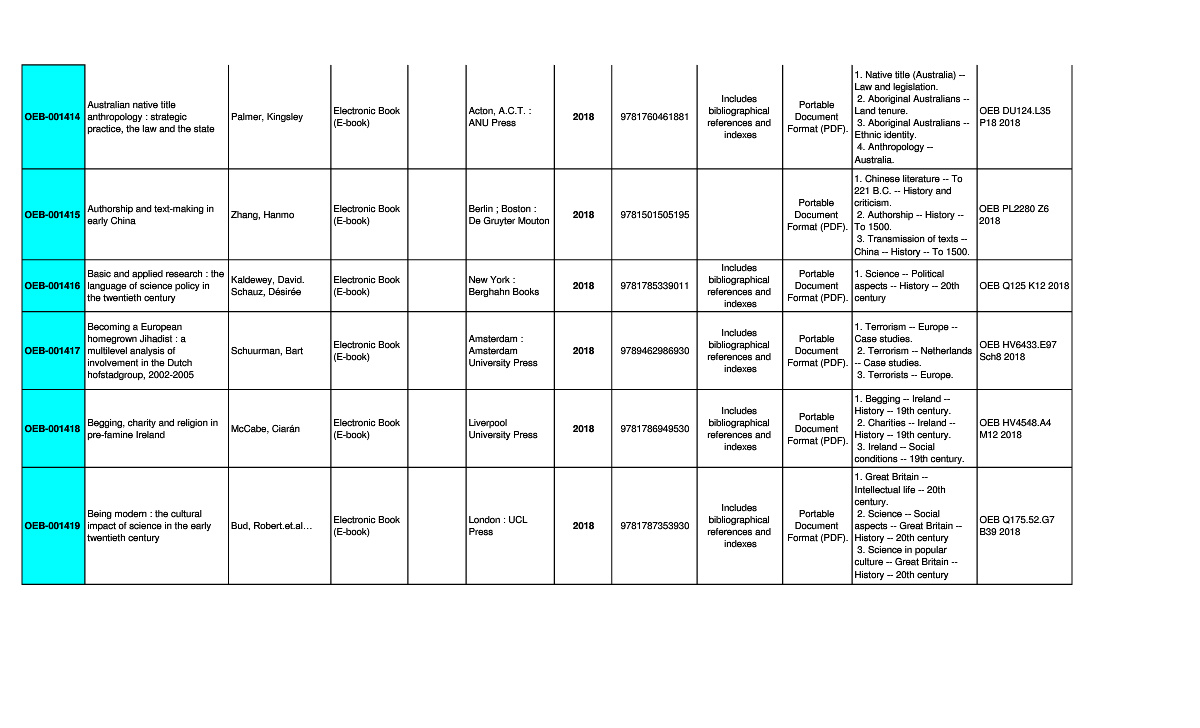 OEB-001414
Australian native title
anthropology : strategic
practice, the law and the state
Palmer, Kingsley
Electronic Book
(E-book)
Acton, A.C.T. :
ANU Press
2018
9781760461881
Includes
bibliographical
references and
indexes
Portable
Document
Format (PDF).
1. Native title (Australia) --
Law and legislation.
2. Aboriginal Australians --
Land tenure.
3. Aboriginal Australians --
Ethnic identity.
4. Anthropology --
Australia.
OEB DU124.L35
P18 2018
OEB-001415
Authorship and text-making in
early China
Zhang, Hanmo
Electronic Book
(E-book)
Berlin ; Boston :
De Gruyter Mouton
2018
9781501505195
Portable
Document
Format (PDF).
1. Chinese literature -- To
221 B.C. -- History and
criticism.
2. Authorship -- History --
To 1500.
3. Transmission of texts --
China -- History -- To 1500.
OEB PL2280 Z6
2018
OEB-001416
Basic and applied research : the
language of science policy in
the twentieth century
Kaldewey, David.
Schauz, Désirée
Electronic Book
(E-book)
New York :
Berghahn Books
2018
9781785339011
Includes
bibliographical
references and
indexes
Portable
Document
Format (PDF).
1. Science -- Political
aspects -- History -- 20th
century
OEB Q125 K12 2018
OEB-001417
Becoming a European
homegrown Jihadist : a
multilevel analysis of
involvement in the Dutch
hofstadgroup, 2002-2005
Schuurman, Bart
Electronic Book
(E-book)
Amsterdam :
Amsterdam
University Press
2018
9789462986930
Includes
bibliographical
references and
indexes
Portable
Document
Format (PDF).
1. Terrorism -- Europe --
Case studies.
2. Terrorism -- Netherlands
-- Case studies.
3. Terrorists -- Europe.
OEB HV6433.E97
Sch8 2018
OEB-001418
Begging, charity and religion in
pre-famine Ireland
McCabe, Ciarán
Electronic Book
(E-book)
Liverpool
University Press
2018
9781786949530
Includes
bibliographical
references and
indexes
Portable
Document
Format (PDF).
1. Begging -- Ireland --
History -- 19th century.
2. Charities -- Ireland --
History -- 19th century.
3. Ireland -- Social
conditions -- 19th century.
OEB HV4548.A4
M12 2018
OEB-001419
Being modern : the cultural
impact of science in the early
twentieth century
Bud, Robert.et.al...
Electronic Book
(E-book)
London : UCL
Press
2018
9781787353930
Includes
bibliographical
references and
indexes
Portable
Document
Format (PDF).
1. Great Britain --
Intellectual life -- 20th
century.
2. Science -- Social
aspects -- Great Britain --
History -- 20th century
3. Science in popular
culture -- Great Britain --
History -- 20th century
OEB Q175.52.G7
B39 2018